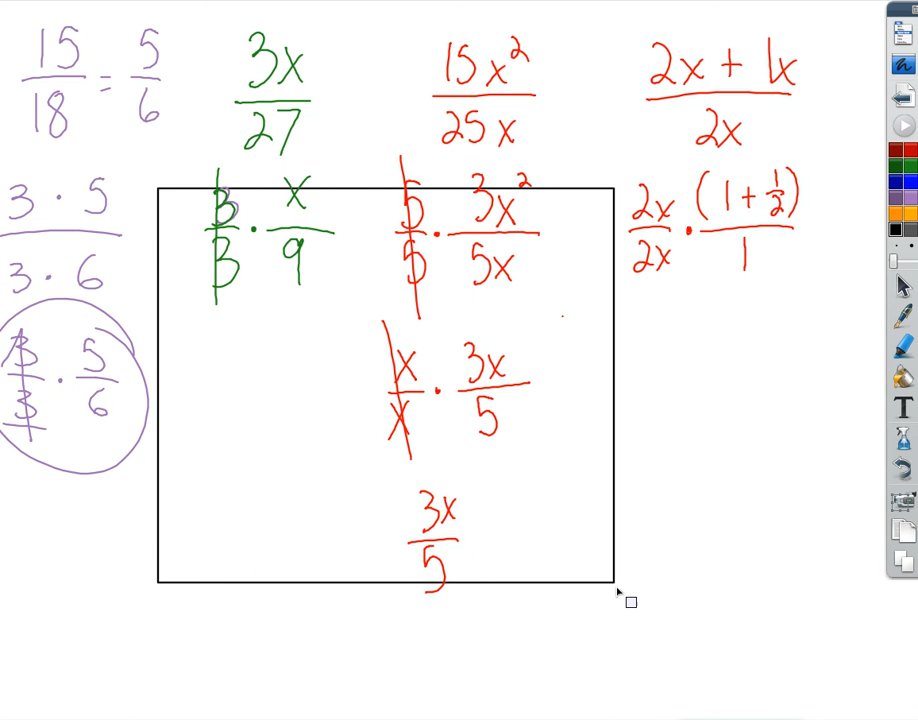 15/18 = 5/6
3 · 5 / 3 · 6
3/3 · 5/6
3x/27
3/3 · x/9
15x²/25x
5/5 · 3x²/5x
x/x · 3x/5
3x/5
2x + 1x / 2x
2x/2x · (1 + 1/2)/1
T